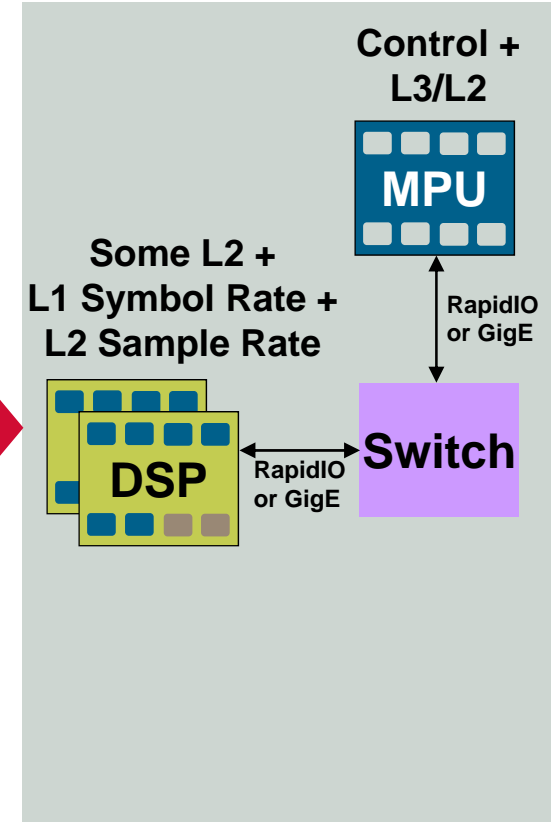 Control +
L3/L2
MPU
Some L2 +
L1 Symbol Rate +
L2 Sample Rate
RapidIO
or GigE
DSP
RapidIO
or GigE
Switch